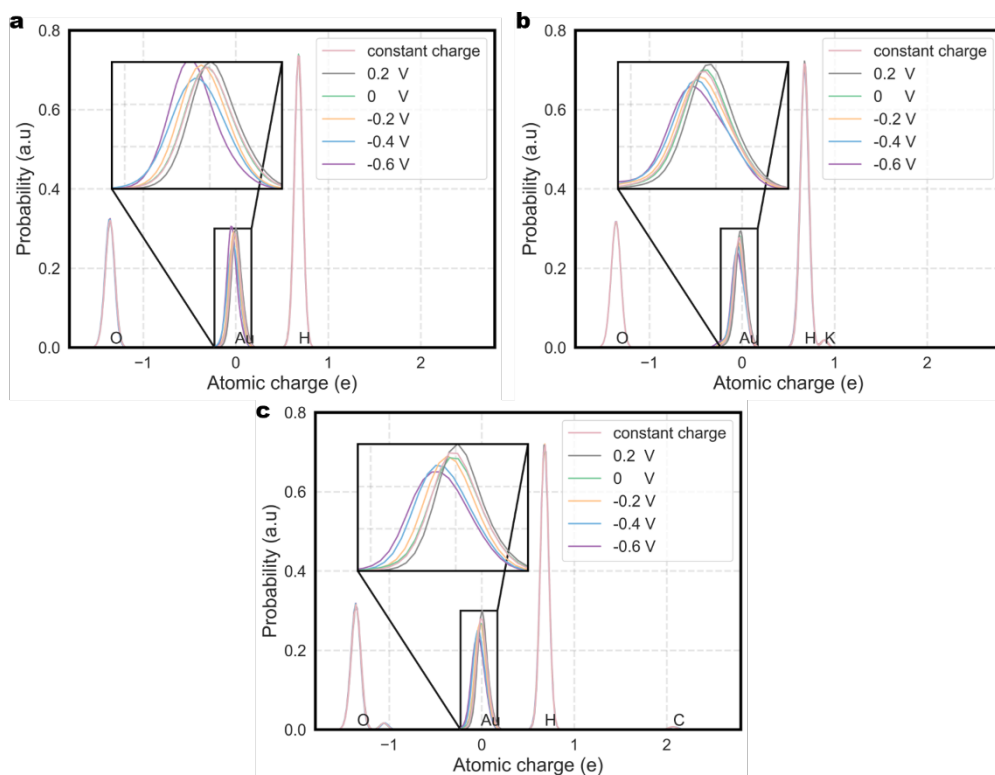 a
0.8
0.6
0.4
0.2
0.0
Probability (a.u)
constant charge
0.2 V
0 V
-0.2 V
-0.4 V
-0.6 V
O
Au
H
−1
0
1
2
Atomic charge (e)
b
0.8
0.6
0.4
0.2
0.0
Probability (a.u)
constant charge
0.2 V
0 V
-0.2 V
-0.4 V
-0.6 V
O
Au
H
K
−1
0
1
2
Atomic charge (e)
c
0.8
0.6
0.4
0.2
0.0
Probability (a.u)
constant charge
0.2 V
0 V
-0.2 V
-0.4 V
-0.6 V
O
Au
H
C
−1
0
1
2
Atomic charge (e)